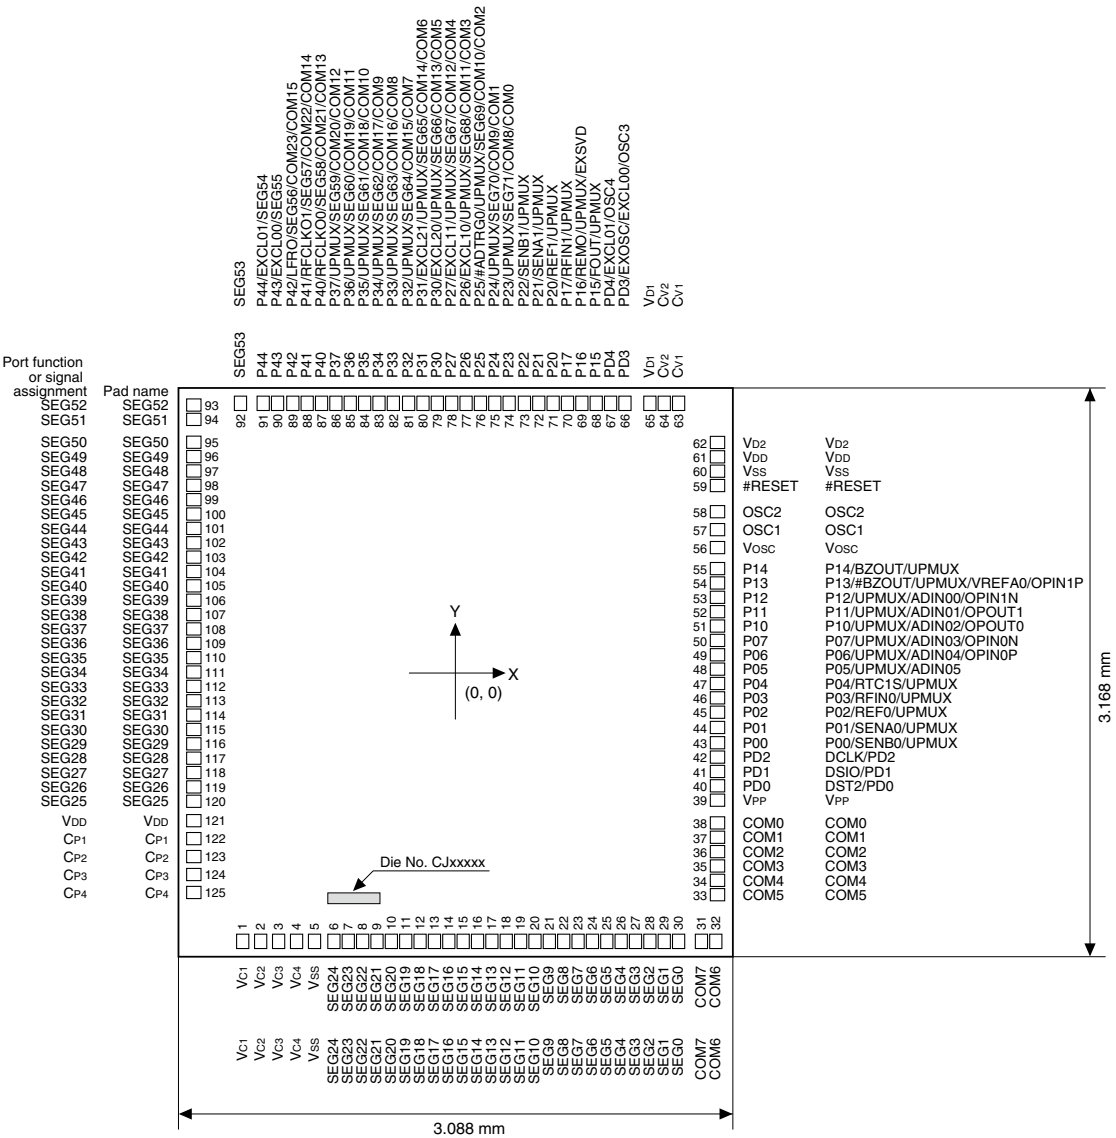 SEG53
P44/EXCL01/SEG54
P43/EXCL00/SEG55
P42/LFRO/SEG56/COM23/COM15
P41/RFCLKO1/SEG57/COM22/COM14
P40/RFCLKO0/SEG58/COM21/COM13
P37/UPMUX/SEG59/COM20/COM12
P36/UPMUX/SEG60/COM19/COM11
P35/UPMUX/SEG61/COM18/COM10
P34/UPMUX/SEG62/COM17/COM9
P33/UPMUX/SEG63/COM16/COM8
P32/UPMUX/SEG64/COM15/COM7
P31/EXCL21/UPMUX/SEG65/COM14/COM6
P30/EXCL20/UPMUX/SEG66/COM13/COM5
P27/EXCL11/UPMUX/SEG67/COM12/COM4
P26/EXCL10/UPMUX/SEG68/COM11/COM3
P25/#ADTRG0/UPMUX/SEG69/COM10/COM2
P24/UPMUX/SEG70/COM9/COM1
P23/UPMUX/SEG71/COM8/COM0
P22/SENB1/UPMUX
P21/SENA1/UPMUX
P20/REF1/UPMUX
P17/RFIN1/UPMUX
P16/REMO/UPMUX/EXSVD
P15/FOUT/UPMUX
PD4/EXCL01/OSC4
PD3/EXOSC/EXCL00/OSC3
VD1
CV2
CV1
SEG53 P44 P43 P42 P41 P40 P37 P36 P35 P34 P33 P32 P31 P30 P27 P26 P25 P24 P23 P22 P21 P20 P17 P16 P15 PD4 PD3 VD1 CV2 CV1
92 91 90 89 88 87 86 85 84 83 82 81 80 79 78 77 76 75 74 73 72 71 70 69 68 67 66 65 64 63
Port function
or signal
assignment Pad name
SEG52 SEG52 93
SEG51 SEG51 94
SEG50 SEG50 95
SEG49 SEG49 96
SEG48 SEG48 97
SEG47 SEG47 98
SEG46 SEG46 99
SEG45 SEG45 100
SEG44 SEG44 101
SEG43 SEG43 102
SEG42 SEG42 103
SEG41 SEG41 104
SEG40 SEG40 105
SEG39 SEG39 106
SEG38 SEG38 107
SEG37 SEG37 108
SEG36 SEG36 109
SEG35 SEG35 110
SEG34 SEG34 111
SEG33 SEG33 112
SEG32 SEG32 113
SEG31 SEG31 114
SEG30 SEG30 115
SEG29 SEG29 116
SEG28 SEG28 117
SEG27 SEG27 118
SEG26 SEG26 119
SEG25 SEG25 120
VDD VDD 121
CP1 CP1 122
CP2 CP2 123
CP3 CP3 124
CP4 CP4 125
Y
X
(0, 0)
Die No. CJxxxxx
62 VD2 VD2
61 VDD VDD
60 VSS VSS
59 #RESET #RESET
58 OSC2 OSC2
57 OSC1 OSC1
56 VOSC VOSC
55 P14 P14/BZOUT/UPMUX
54 P13 P13/#BZOUT/UPMUX/VREFA0/OPIN1P
53 P12 P12/UPMUX/ADIN00/OPIN1N
52 P11 P11/UPMUX/ADIN01/OPOUT1
51 P10 P10/UPMUX/ADIN02/OPOUT0
50 P07 P07/UPMUX/ADIN03/OPIN0N
49 P06 P06/UPMUX/ADIN04/OPIN0P
48 P05 P05/UPMUX/ADIN05
47 P04 P04/RTC1S/UPMUX
46 P03 P03/RFIN0/UPMUX
45 P02 P02/REF0/UPMUX
44 P01 P01/SENA0/UPMUX
43 P00 P00/SENB0/UPMUX
42 PD2 DCLK/PD2
41 PD1 DSIO/PD1
40 PD0 DST2/PD0
39 VPP VPP
38 COM0 COM0
37 COM1 COM1
36 COM2 COM2
35 COM3 COM3
34 COM4 COM4
33 COM5 COM5
3.168 mm
1 2 3 4 5 6 7 8 9 10 11 12 13 14 15 16 17 18 19 20 21 22 23 24 25 26 27 28 29 30 31 32
VC1 VC2 VC3 VC4 VSS SEG24 SEG23 SEG22 SEG21 SEG20 SEG19 SEG18 SEG17 SEG16 SEG15 SEG14 SEG13 SEG12 SEG11 SEG10 SEG9 SEG8 SEG7 SEG6 SEG5 SEG4 SEG3 SEG2 SEG1 SEG0 COM7 COM6
VC1 VC2 VC3 VC4 VSS SEG24 SEG23 SEG22 SEG21 SEG20 SEG19 SEG18 SEG17 SEG16 SEG15 SEG14 SEG13 SEG12 SEG11 SEG10 SEG9 SEG8 SEG7 SEG6 SEG5 SEG4 SEG3 SEG2 SEG1 SEG0 COM7 COM6
3.088 mm